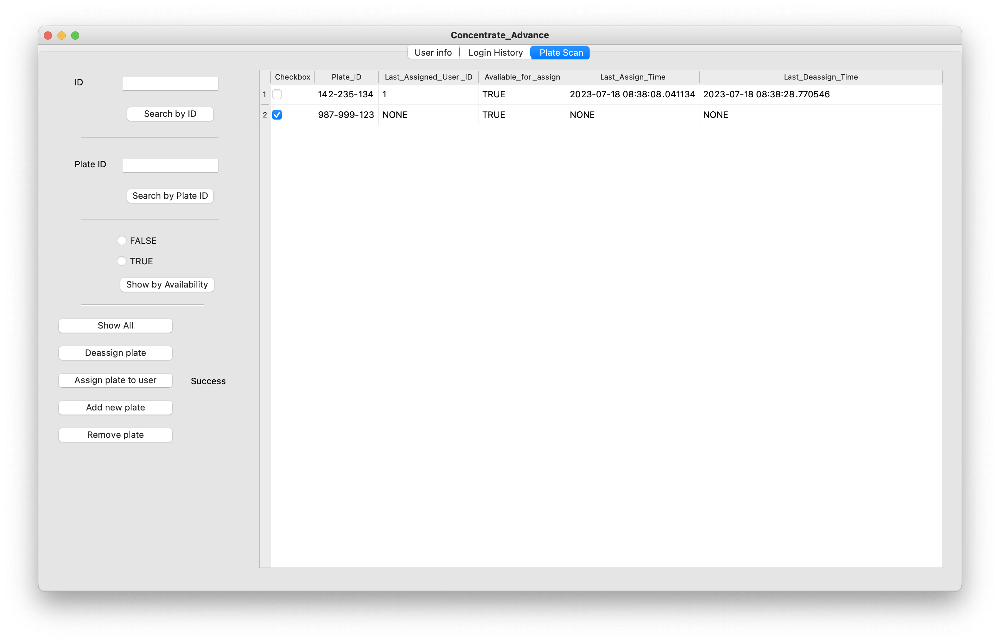 Concentrate_Advance
User info Login History Plate Scan
ID
Search by ID
Plate ID
Search by Plate ID
FALSE
TRUE
Show by Availability
Show All
Deassign plate
Assign plate to user Success
Add new plate
Remove plate
Checkbox Plate_ID Last_Assigned_User_ID Avaliable_for_assign Last_Assign_Time Last_Deassign_Time
1 142-235-134 1 TRUE 2023-07-18 08:38:08.041134 2023-07-18 08:38:28.770546
2 987-999-123 NONE TRUE NONE NONE